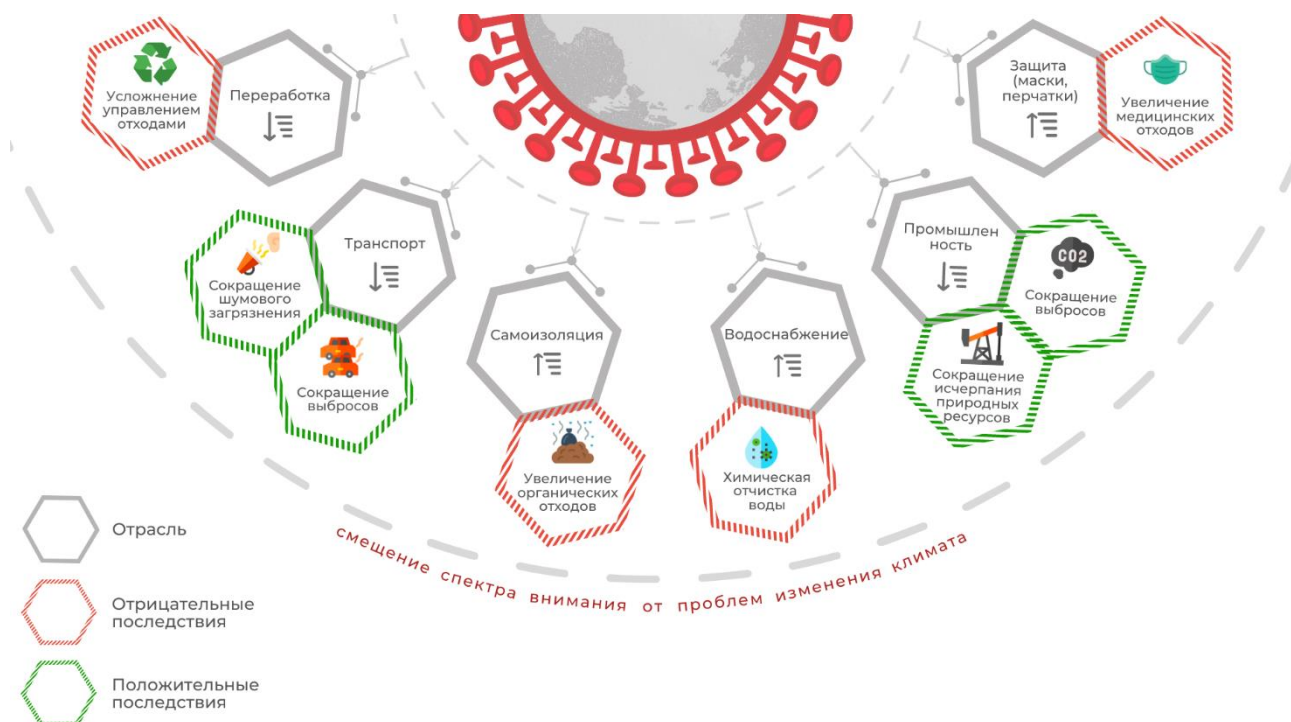 Усложнение
управлением
отходами
Переработка
Защита
(маски,
перчатки)
Увеличение
медицинских
отходов
Транспорт
Сокращение
шумового
загрязнения
Сокращение
выбросов
Самоизоляция
Увеличение
органических
отходов
Водоснабжение
Химическая
отчистка
воды
Промышлен
ность
CO2
Сокращение
выбросов
Сокращение
исчерпания
природных
ресурсов
смещение спектра внимания от проблем изменения климата
Отрасль
Отрицательные
последствия
Положительные
последствия